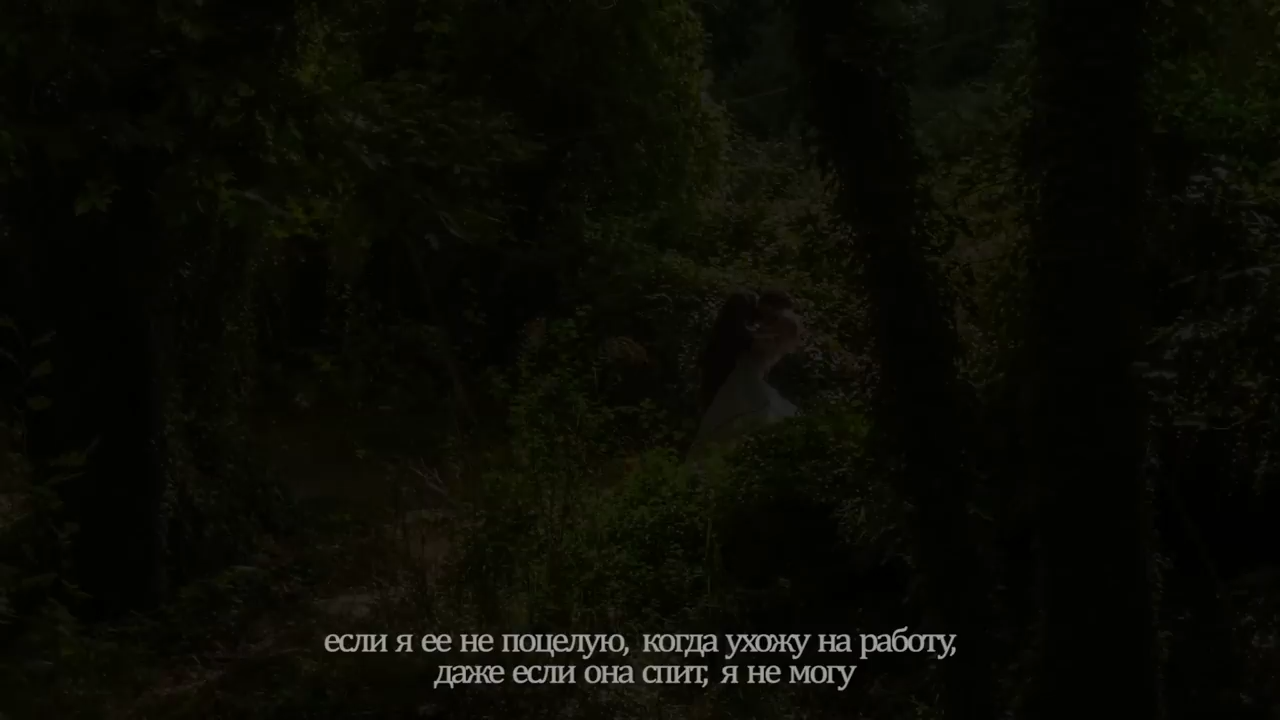 если я ее не поцелую, когда ухожу на работу,
даже если она спит, я не могу